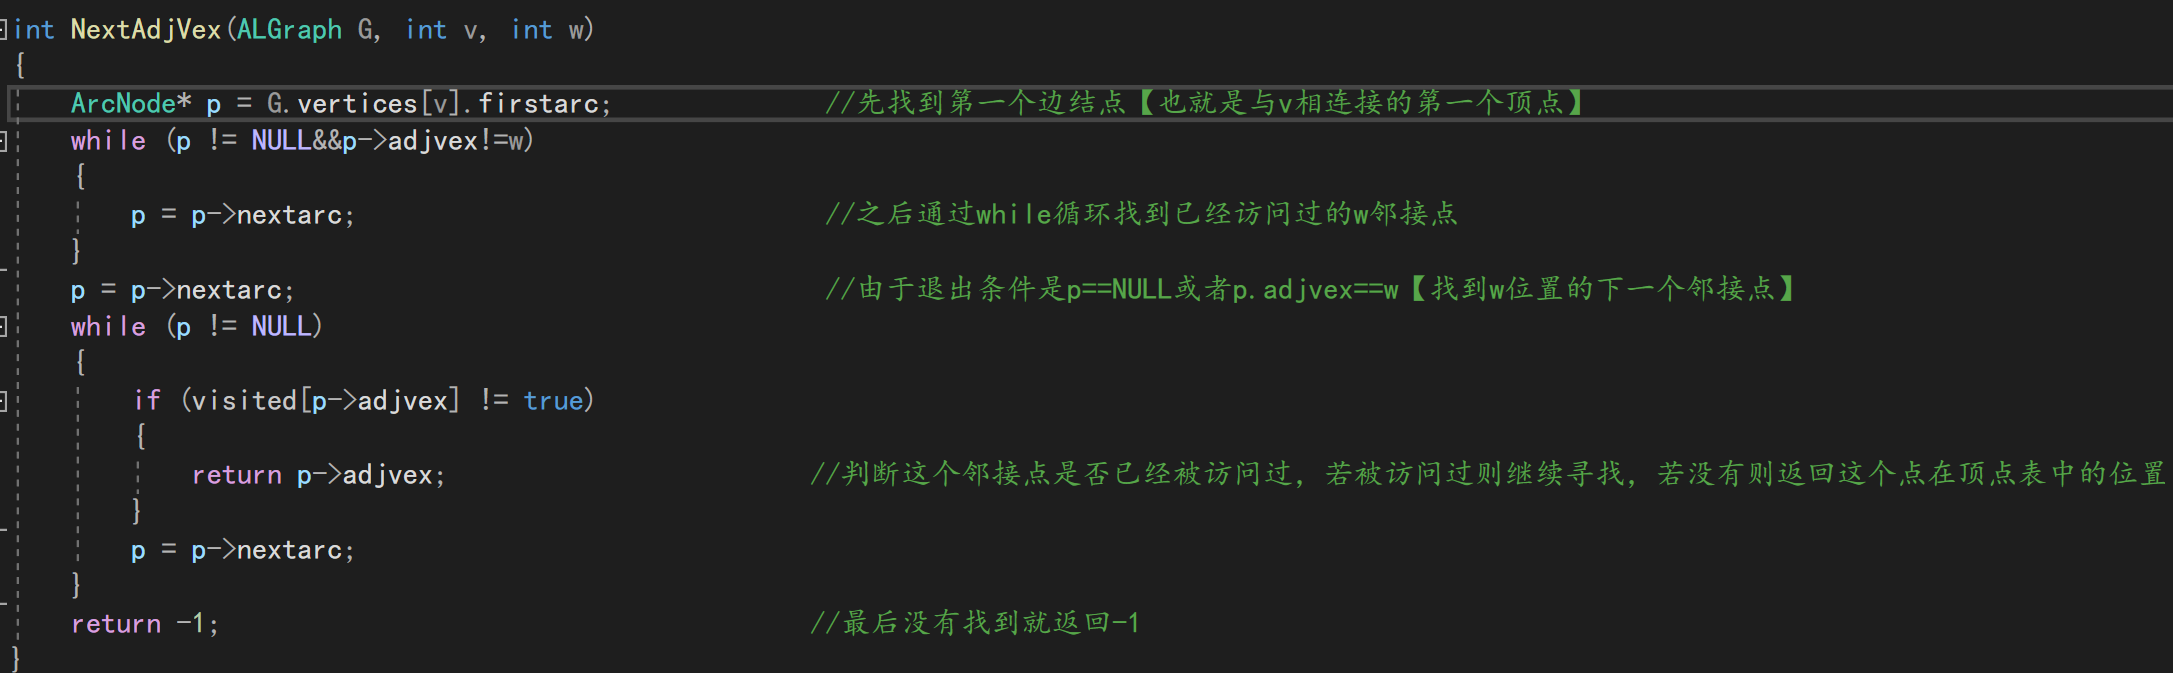 int NextAdjVex(ALGraph G, int v, int w)
{
ArcNode* p = G.vertices[v].firstarc; //先找到第一个边结点【也就是与v相连接的第一个顶点】
while (p != NULL&&p->adjvex!=w)
{
p = p->nextarc; //之后通过while循环找到已经访问过的w邻接点
}
p = p->nextarc; //由于退出条件是p==NULL或者p.adjvex==w【找到w位置的下一个邻接点】
while (p != NULL)
{
if (visited[p->adjvex] != true)
{
return p->adjvex; //判断这个邻接点是否已经被访问过，若被访问过则继续寻找，若没有则返回这个点在顶点表中的位置
}
p = p->nextarc;
}
return -1; //最后没有找到就返回-1
}